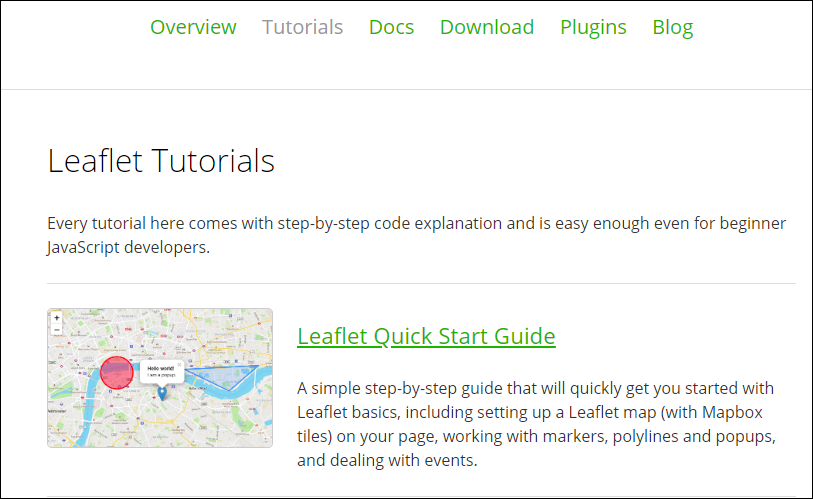 Overview Tutorials Docs Download Plugins Blog
Leaflet Tutorials
Every tutorial here comes with step-by-step code explanation and is easy enough even for beginner
JavaScript developers.
+
−
Hello world!
I am a popup.
Leaflet Quick Start Guide
A simple step-by-step guide that will quickly get you started with
Leaflet basics, including setting up a Leaflet map (with Mapbox
tiles) on your page, working with markers, polylines and popups,
and dealing with events.